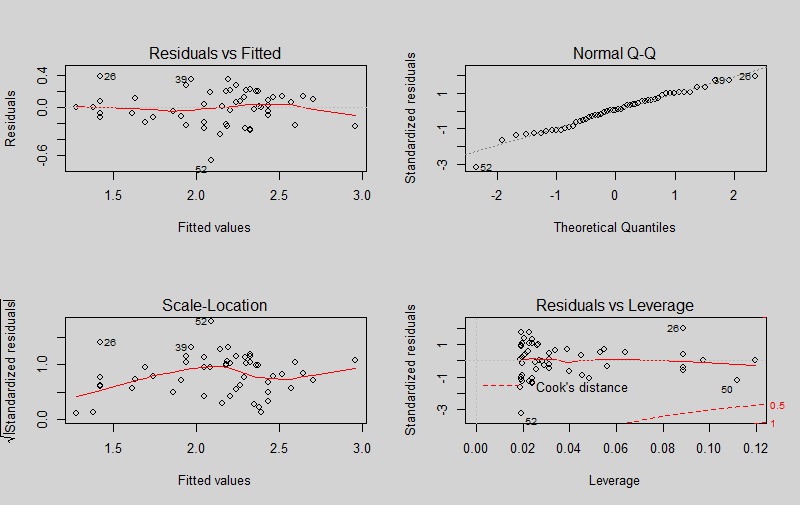 Residuals vs Fitted
Residuals
0.4
0.0
-0.6
26
39
52
1.5 2.0 2.5 3.0
Fitted values
Normal Q-Q
Standardized residuals
2
1
-1
-3
39 26
52
-2 -1 0 1 2
Theoretical Quantiles
Scale-Location
√|Standardized residuals|
1.0
0.0
52
26
39
1.5 2.0 2.5 3.0
Fitted values
Residuals vs Leverage
Standardized residuals
2
1
-1
-3
26
Cook's distance
50
52
0.5
1
0.00 0.02 0.04 0.06 0.08 0.10 0.12
Leverage